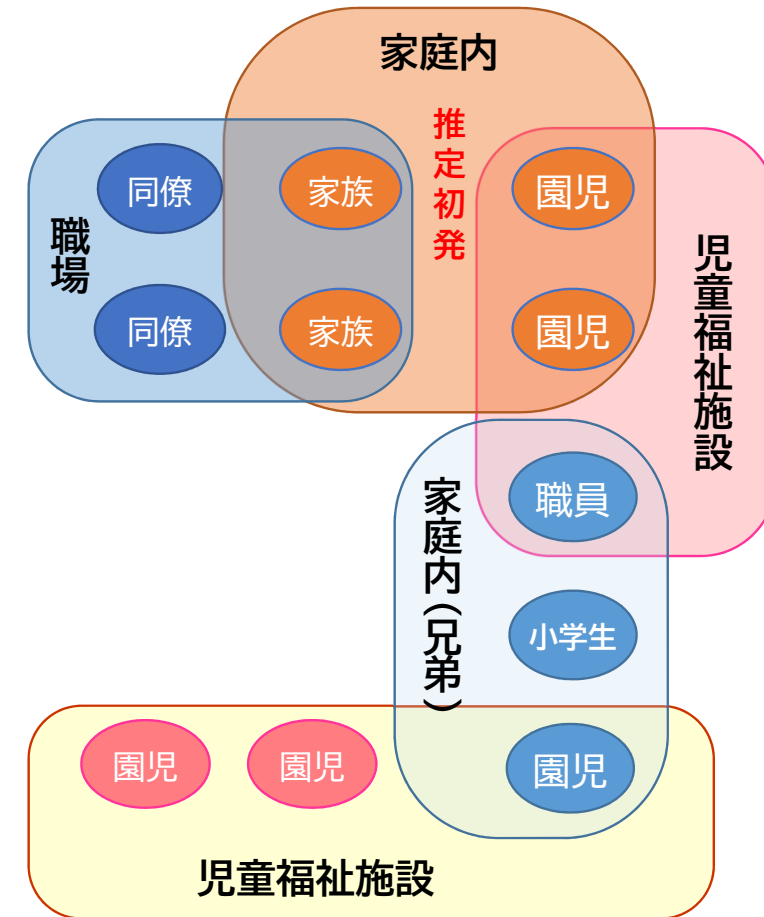 家庭内
推定初発
職場
同僚
家族
園児
児童福祉施設
同僚
家族
園児
家庭内(兄弟)
職員
小学生
園児
園児
園児
児童福祉施設